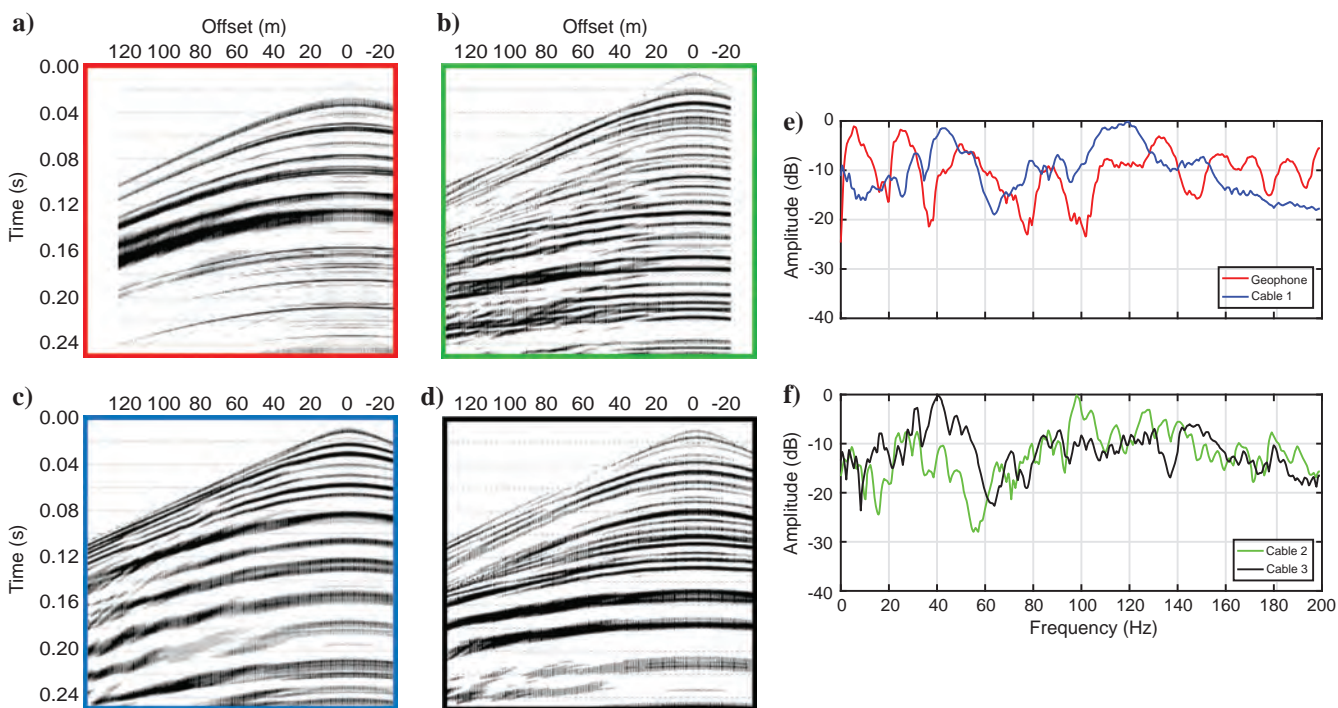 a)
Offset (m)
120 100 80 60 40 20 0 -20
0.00
0.04
0.08
0.12
0.16
0.20
0.24
Time (s)
b)
Offset (m)
120 100 80 60 40 20 0 -20
c)
120 100 80 60 40 20 0 -20
0.00
0.04
0.08
0.12
0.16
0.20
0.24
Time (s)
d)
120 100 80 60 40 20 0 -20
e)
0
-10
-20
-30
-40
Amplitude (dB)
Geophone
Cable 1
f)
0
-10
-20
-30
-40
Amplitude (dB)
Cable 2
Cable 3
0 20 40 60 80 100 120 140 160 180 200
Frequency (Hz)